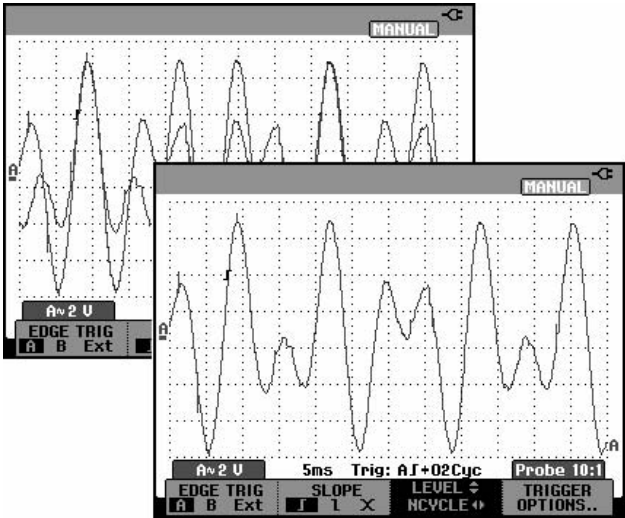 MANUAL
A
A∿2 V
EDGE TRIG
A B Ext
MANUAL
A
A
A∿2 V 5ms Trig: Aʃ+02Cyc Probe 10:1
EDGE TRIG SLOPE LEVEL TRIGGER
A B Ext NCYCLE OPTIONS..